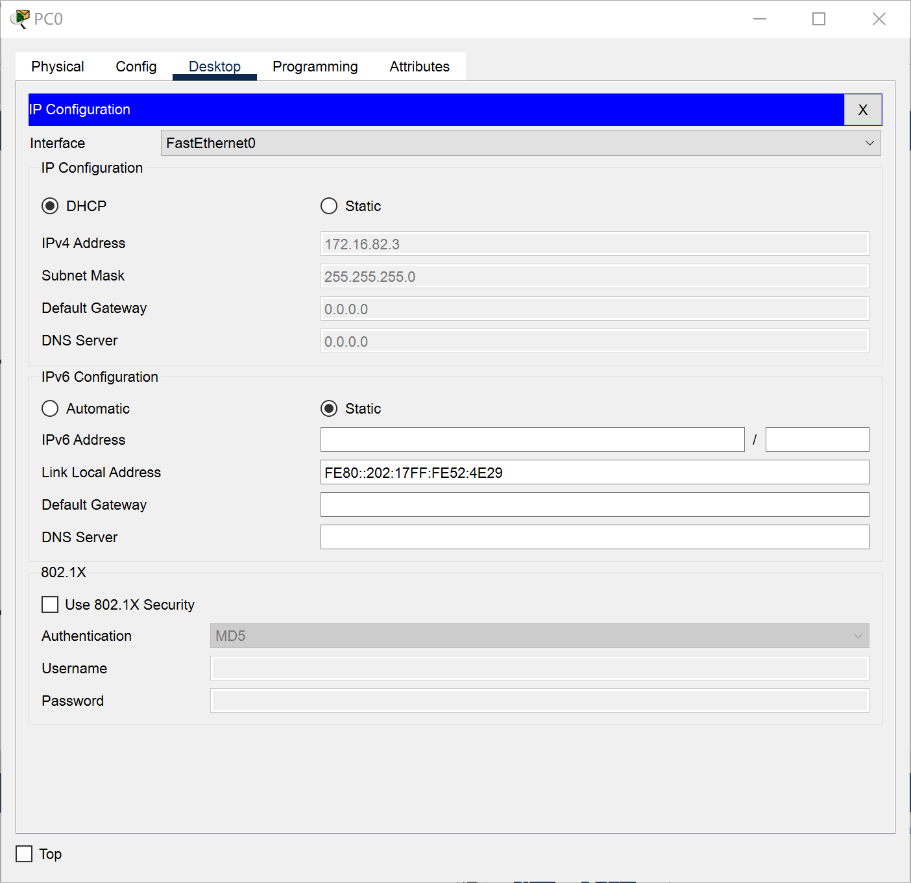 PC0
Physical Config Desktop Programming Attributes
IP Configuration X
Interface FastEthernet0
IP Configuration
DHCP Static
IPv4 Address 172.16.82.3
Subnet Mask 255.255.255.0
Default Gateway 0.0.0.0
DNS Server 0.0.0.0
IPv6 Configuration
Automatic Static
IPv6 Address /
Link Local Address FE80::202:17FF:FE52:4E29
Default Gateway
DNS Server
802.1X
Use 802.1X Security
Authentication MD5
Username
Password
Top